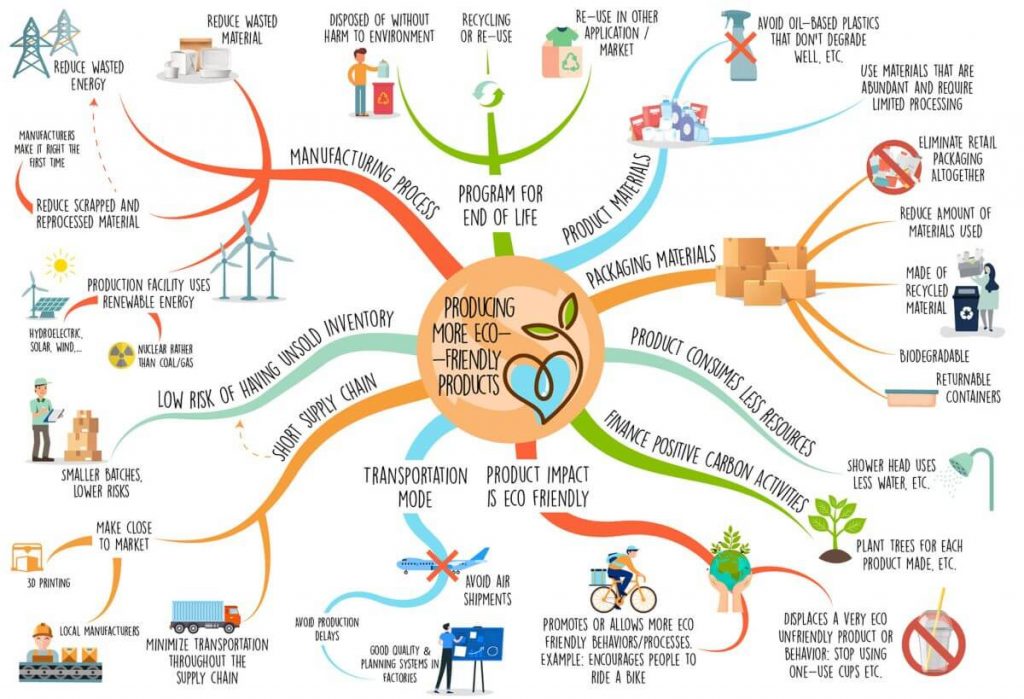 PRODUCING
MORE ECO-
-FRIENDLY
PRODUCTS
MANUFACTURING PROCESS
REDUCE WASTED
ENERGY
REDUCE WASTED
MATERIAL
MANUFACTURERS
MAKE IT RIGHT THE
FIRST TIME
REDUCE SCRAPPED AND
REPROCESSED MATERIAL
PRODUCTION FACILITY USES
RENEWABLE ENERGY
HYDROELECTRIC,
SOLAR, WIND,...
NUCLEAR RATHER
THAN COAL/GAS
PROGRAM FOR
END OF LIFE
DISPOSED OF WITHOUT
HARM TO ENVIRONMENT
RECYCLING
OR RE-USE
RE-USE IN OTHER
APPLICATION /
MARKET
PRODUCT MATERIALS
AVOID OIL-BASED PLASTICS
THAT DON'T DEGRADE
WELL, ETC.
USE MATERIALS THAT ARE
ABUNDANT AND REQUIRE
LIMITED PROCESSING
PACKAGING MATERIALS
ELIMINATE RETAIL
PACKAGING
ALTOGETHER
REDUCE AMOUNT OF
MATERIALS USED
MADE OF
RECYCLED
MATERIAL
BIODEGRADABLE
RETURNABLE
CONTAINERS
PRODUCT CONSUMES LESS RESOURCES
SHOWER HEAD USES
LESS WATER, ETC.
FINANCE POSITIVE CARBON ACTIVITIES
PLANT TREES FOR EACH
PRODUCT MADE, ETC.
PRODUCT IMPACT
IS ECO FRIENDLY
PROMOTES OR ALLOWS MORE ECO
FRIENDLY BEHAVIORS/PROCESSES.
EXAMPLE: ENCOURAGES PEOPLE TO
RIDE A BIKE
DISPLACES A VERY ECO
UNFRIENDLY PRODUCT OR
BEHAVIOR: STOP USING
ONE-USE CUPS ETC.
TRANSPORTATION
MODE
AVOID AIR
SHIPMENTS
AVOID PRODUCTION
DELAYS
GOOD QUALITY &
PLANNING SYSTEMS IN
FACTORIES
SHORT SUPPLY CHAIN
MAKE CLOSE
TO MARKET
3D PRINTING
LOCAL MANUFACTURERS
MINIMIZE TRANSPORTATION
THROUGHOUT THE
SUPPLY CHAIN
LOW RISK OF HAVING UNSOLD INVENTORY
SMALLER BATCHES,
LOWER RISKS